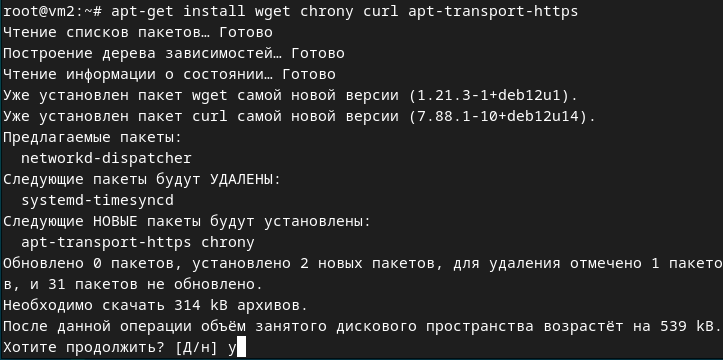 root@vm2:~# apt-get install wget chrony curl apt-transport-https
Чтение списков пакетов… Готово
Построение дерева зависимостей… Готово
Чтение информации о состоянии… Готово
Уже установлен пакет wget самой новой версии (1.21.3-1+deb12u1).
Уже установлен пакет curl самой новой версии (7.88.1-10+deb12u14).
Предлагаемые пакеты:
  networkd-dispatcher
Следующие пакеты будут УДАЛЕНЫ:
  systemd-timesyncd
Следующие НОВЫЕ пакеты будут установлены:
  apt-transport-https chrony
Обновлено 0 пакетов, установлено 2 новых пакетов, для удаления отмечено 1 пакето
в, и 31 пакетов не обновлено.
Необходимо скачать 314 kB архивов.
После данной операции объём занятого дискового пространства возрастёт на 539 kB.
Хотите продолжить? [Д/н] y